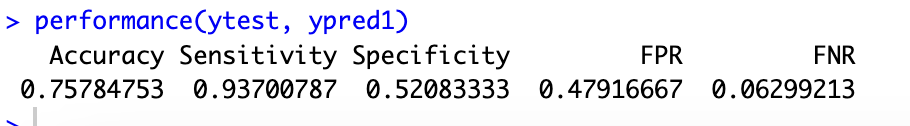 > performance(ytest, ypred1)
Accuracy Sensitivity Specificity FPR FNR
0.75784753 0.93700787 0.52083333 0.47916667 0.06299213
>